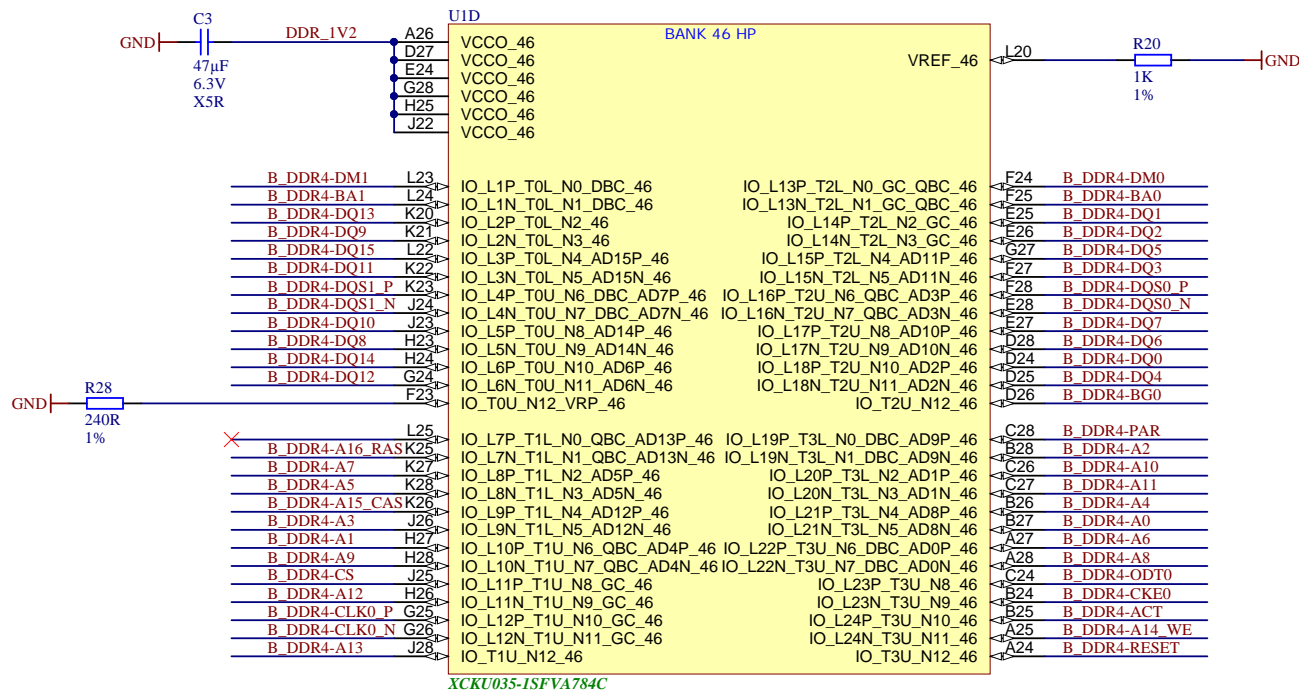 U1D
BANK 46 HP
C3
GND
47µF
6.3V
X5R
DDR_1V2
A26 VCCO_46
D27 VCCO_46
E24 VCCO_46
G28 VCCO_46
H25 VCCO_46
J22 VCCO_46
VREF_46 L20
R20
1K
1%
GND
B_DDR4-DM1 L23 IO_L1P_T0L_N0_DBC_46
B_DDR4-BA1 L24 IO_L1N_T0L_N1_DBC_46
B_DDR4-DQ13 K20 IO_L2P_T0L_N2_46
B_DDR4-DQ9 K21 IO_L2N_T0L_N3_46
B_DDR4-DQ15 L22 IO_L3P_T0L_N4_AD15P_46
B_DDR4-DQ11 K22 IO_L3N_T0L_N5_AD15N_46
B_DDR4-DQS1_P K23 IO_L4P_T0U_N6_DBC_AD7P_46
B_DDR4-DQS1_N J24 IO_L4N_T0U_N7_DBC_AD7N_46
B_DDR4-DQ10 J23 IO_L5P_T0U_N8_AD14P_46
B_DDR4-DQ8 H23 IO_L5N_T0U_N9_AD14N_46
B_DDR4-DQ14 H24 IO_L6P_T0U_N10_AD6P_46
B_DDR4-DQ12 G24 IO_L6N_T0U_N11_AD6N_46
GND
R28
240R
1%
F23 IO_T0U_N12_VRP_46
L25 IO_L7P_T1L_N0_QBC_AD13P_46
B_DDR4-A16_RAS K25 IO_L7N_T1L_N1_QBC_AD13N_46
B_DDR4-A7 K27 IO_L8P_T1L_N2_AD5P_46
B_DDR4-A5 K28 IO_L8N_T1L_N3_AD5N_46
B_DDR4-A15_CAS K26 IO_L9P_T1L_N4_AD12P_46
B_DDR4-A3 J26 IO_L9N_T1L_N5_AD12N_46
B_DDR4-A1 H27 IO_L10P_T1U_N6_QBC_AD4P_46
B_DDR4-A9 H28 IO_L10N_T1U_N7_QBC_AD4N_46
B_DDR4-CS J25 IO_L11P_T1U_N8_GC_46
B_DDR4-A12 H26 IO_L11N_T1U_N9_GC_46
B_DDR4-CLK0_P G25 IO_L12P_T1U_N10_GC_46
B_DDR4-CLK0_N G26 IO_L12N_T1U_N11_GC_46
B_DDR4-A13 J28 IO_T1U_N12_46
IO_L13P_T2L_N0_GC_QBC_46 F24 B_DDR4-DM0
IO_L13N_T2L_N1_GC_QBC_46 F25 B_DDR4-BA0
IO_L14P_T2L_N2_GC_46 E25 B_DDR4-DQ1
IO_L14N_T2L_N3_GC_46 E26 B_DDR4-DQ2
IO_L15P_T2L_N4_AD11P_46 G27 B_DDR4-DQ5
IO_L15N_T2L_N5_AD11N_46 F27 B_DDR4-DQ3
IO_L16P_T2U_N6_QBC_AD3P_46 F28 B_DDR4-DQS0_P
IO_L16N_T2U_N7_QBC_AD3N_46 E28 B_DDR4-DQS0_N
IO_L17P_T2U_N8_AD10P_46 E27 B_DDR4-DQ7
IO_L17N_T2U_N9_AD10N_46 D28 B_DDR4-DQ6
IO_L18P_T2U_N10_AD2P_46 D24 B_DDR4-DQ0
IO_L18N_T2U_N11_AD2N_46 D25 B_DDR4-DQ4
IO_T2U_N12_46 D26 B_DDR4-BG0
IO_L19P_T3L_N0_DBC_AD9P_46 C28 B_DDR4-PAR
IO_L19N_T3L_N1_DBC_AD9N_46 B28 B_DDR4-A2
IO_L20P_T3L_N2_AD1P_46 C26 B_DDR4-A10
IO_L20N_T3L_N3_AD1N_46 C27 B_DDR4-A11
IO_L21P_T3L_N4_AD8P_46 B26 B_DDR4-A4
IO_L21N_T3L_N5_AD8N_46 B27 B_DDR4-A0
IO_L22P_T3U_N6_DBC_AD0P_46 A27 B_DDR4-A6
IO_L22N_T3U_N7_DBC_AD0N_46 A28 B_DDR4-A8
IO_L23P_T3U_N8_46 C24 B_DDR4-ODT0
IO_L23N_T3U_N9_46 B24 B_DDR4-CKE0
IO_L24P_T3U_N10_46 B25 B_DDR4-ACT
IO_L24N_T3U_N11_46 A25 B_DDR4-A14_WE
IO_T3U_N12_46 A24 B_DDR4-RESET
XCKU035-1SFVA784C